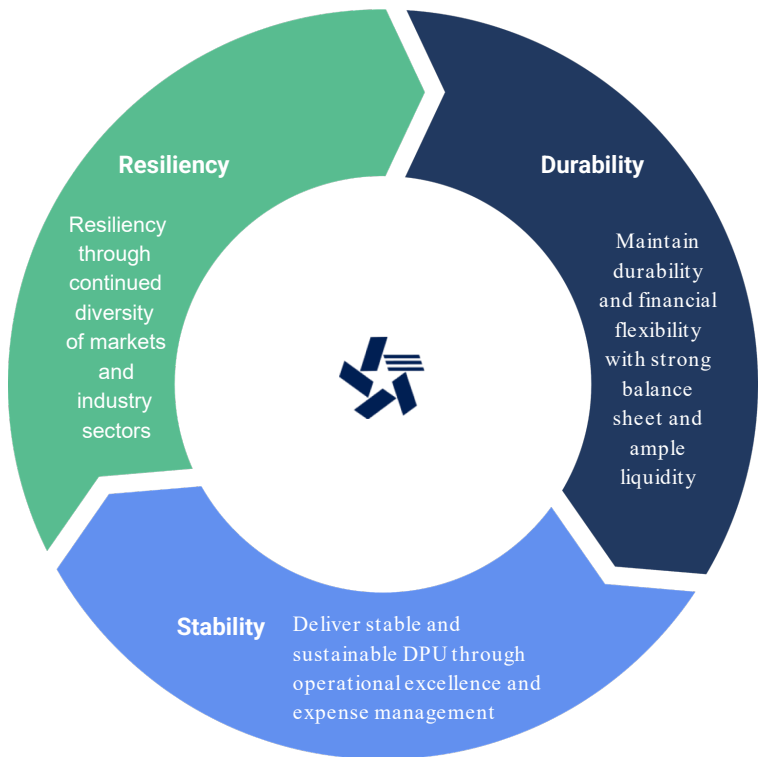 Resiliency
Resiliency
through
continued
diversity
of markets
and
industry
sectors
Durability
Maintain
durability
and financial
flexibility
with strong
balance
sheet and
ample
liquidity
Stability
Deliver stable and
sustainable DPU through
operational excellence and
expense management